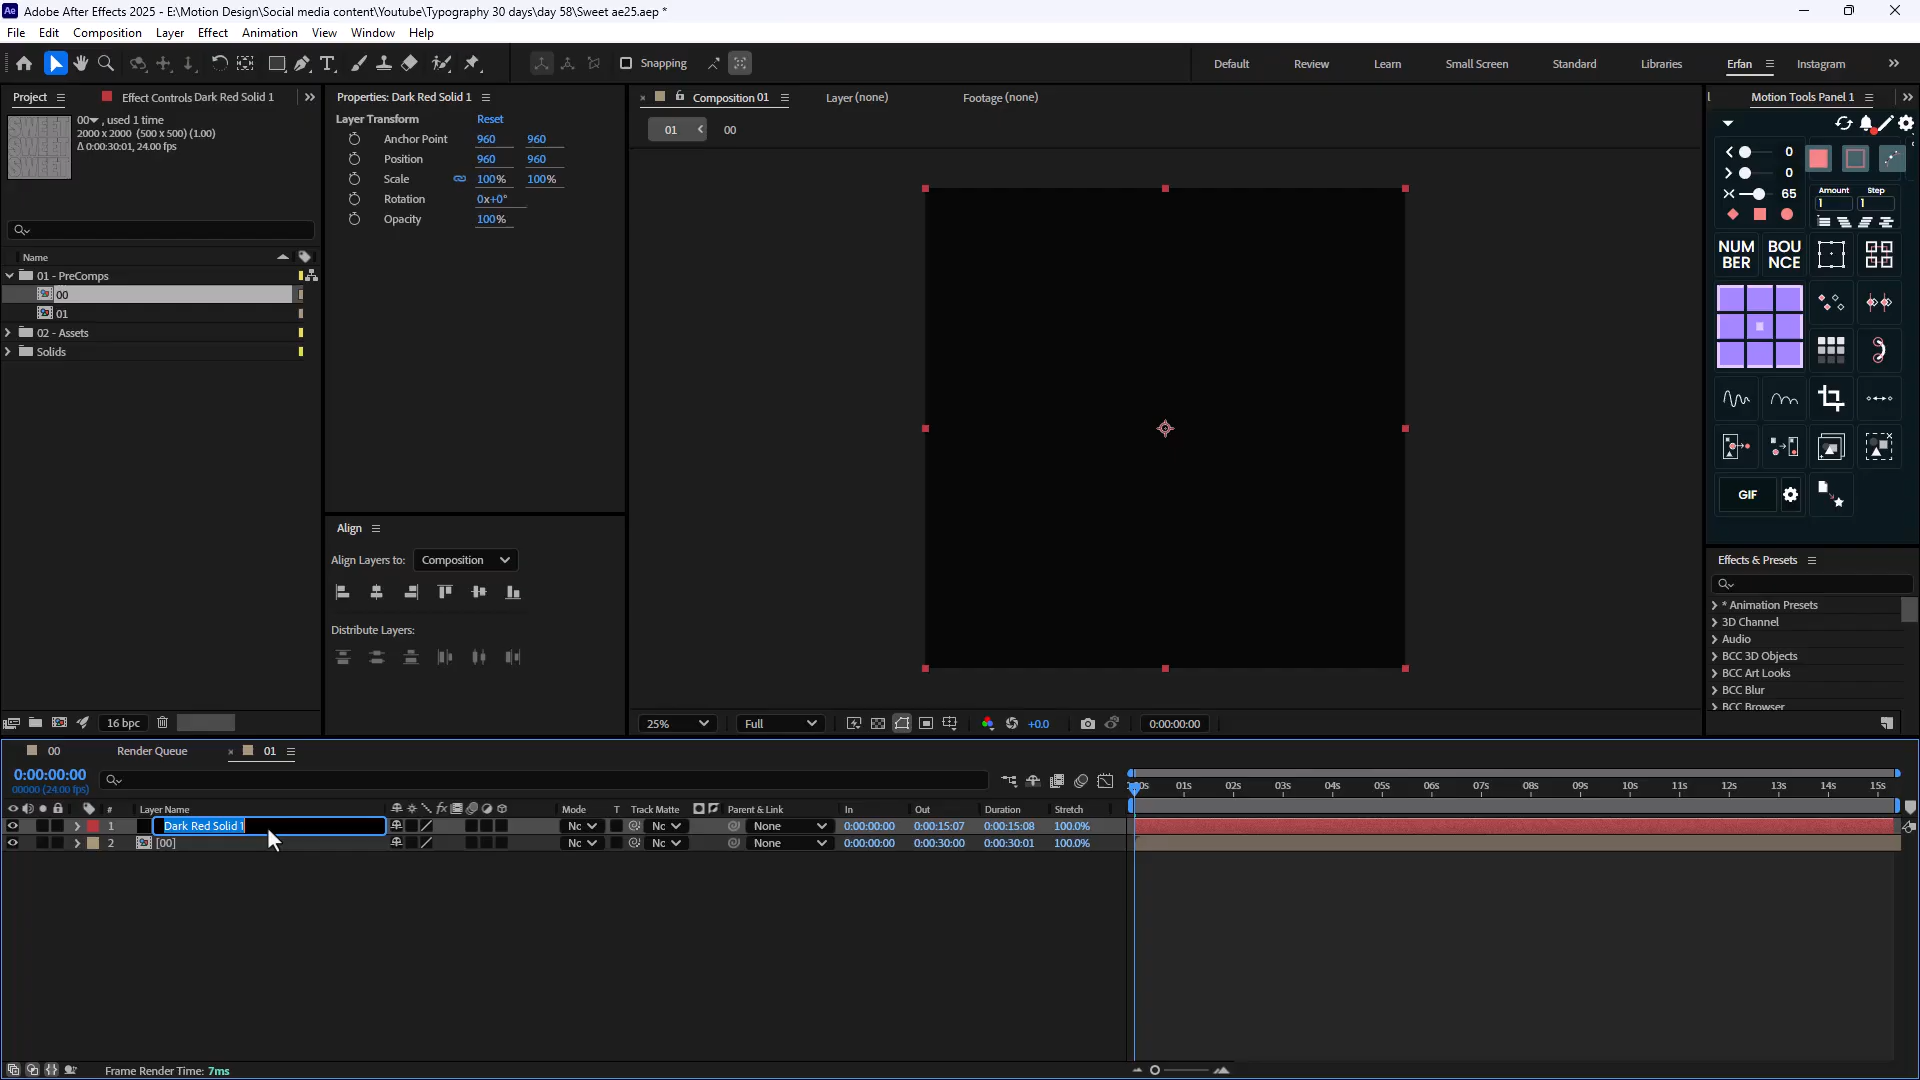 Adobe After Effects 2025 - E:\Motion Design\Social media content\Youtube\Typography 30 days\day 58\Sweet ae25.aep *
File Edit Composition Layer Effect Animation View Window Help
Snapping
Default Review Learn Small Screen Standard Libraries Erfan Instagram
Project Effect Controls Dark Red Solid 1
00, used 1 time
2000 x 2000 (500 x 500) (1.00)
Δ 0:00:30:01, 24.00 fps
SWEET
SWEET
SWEET
Name
01 - PreComps
00
01
02 - Assets
Solids
16 bpc
Properties: Dark Red Solid 1
Layer Transform Reset
Anchor Point 960 960
Position 960 960
Scale 100% 100%
Rotation 0x+0°
Opacity 100%
Align
Align Layers to: Composition
Distribute Layers:
Composition 01 Layer (none) Footage (none)
01 00
25% Full +0.0 0:00:00:00
Motion Tools Panel 1
0
0
65
Amount Step
1 1
NUM
BER
BOU
NCE
GIF
Effects & Presets
* Animation Presets
3D Channel
Audio
BCC 3D Objects
BCC Art Looks
BCC Blur
BCC Browser
00 Render Queue 01
0:00:00:00
00000 (24.00 fps)
# Layer Name Mode T Track Matte Parent & Link In Out Duration Stretch
1 Dark Red Solid 1 Nc Nc None 0:00:00:00 0:00:15:07 0:00:15:08 100.0%
2 [00] Nc Nc None 0:00:00:00 0:00:30:00 0:00:30:01 100.0%
01s 02s 03s 04s 05s 06s 07s 08s 09s 10s 11s 12s 13s 14s 15s
Frame Render Time: 7ms